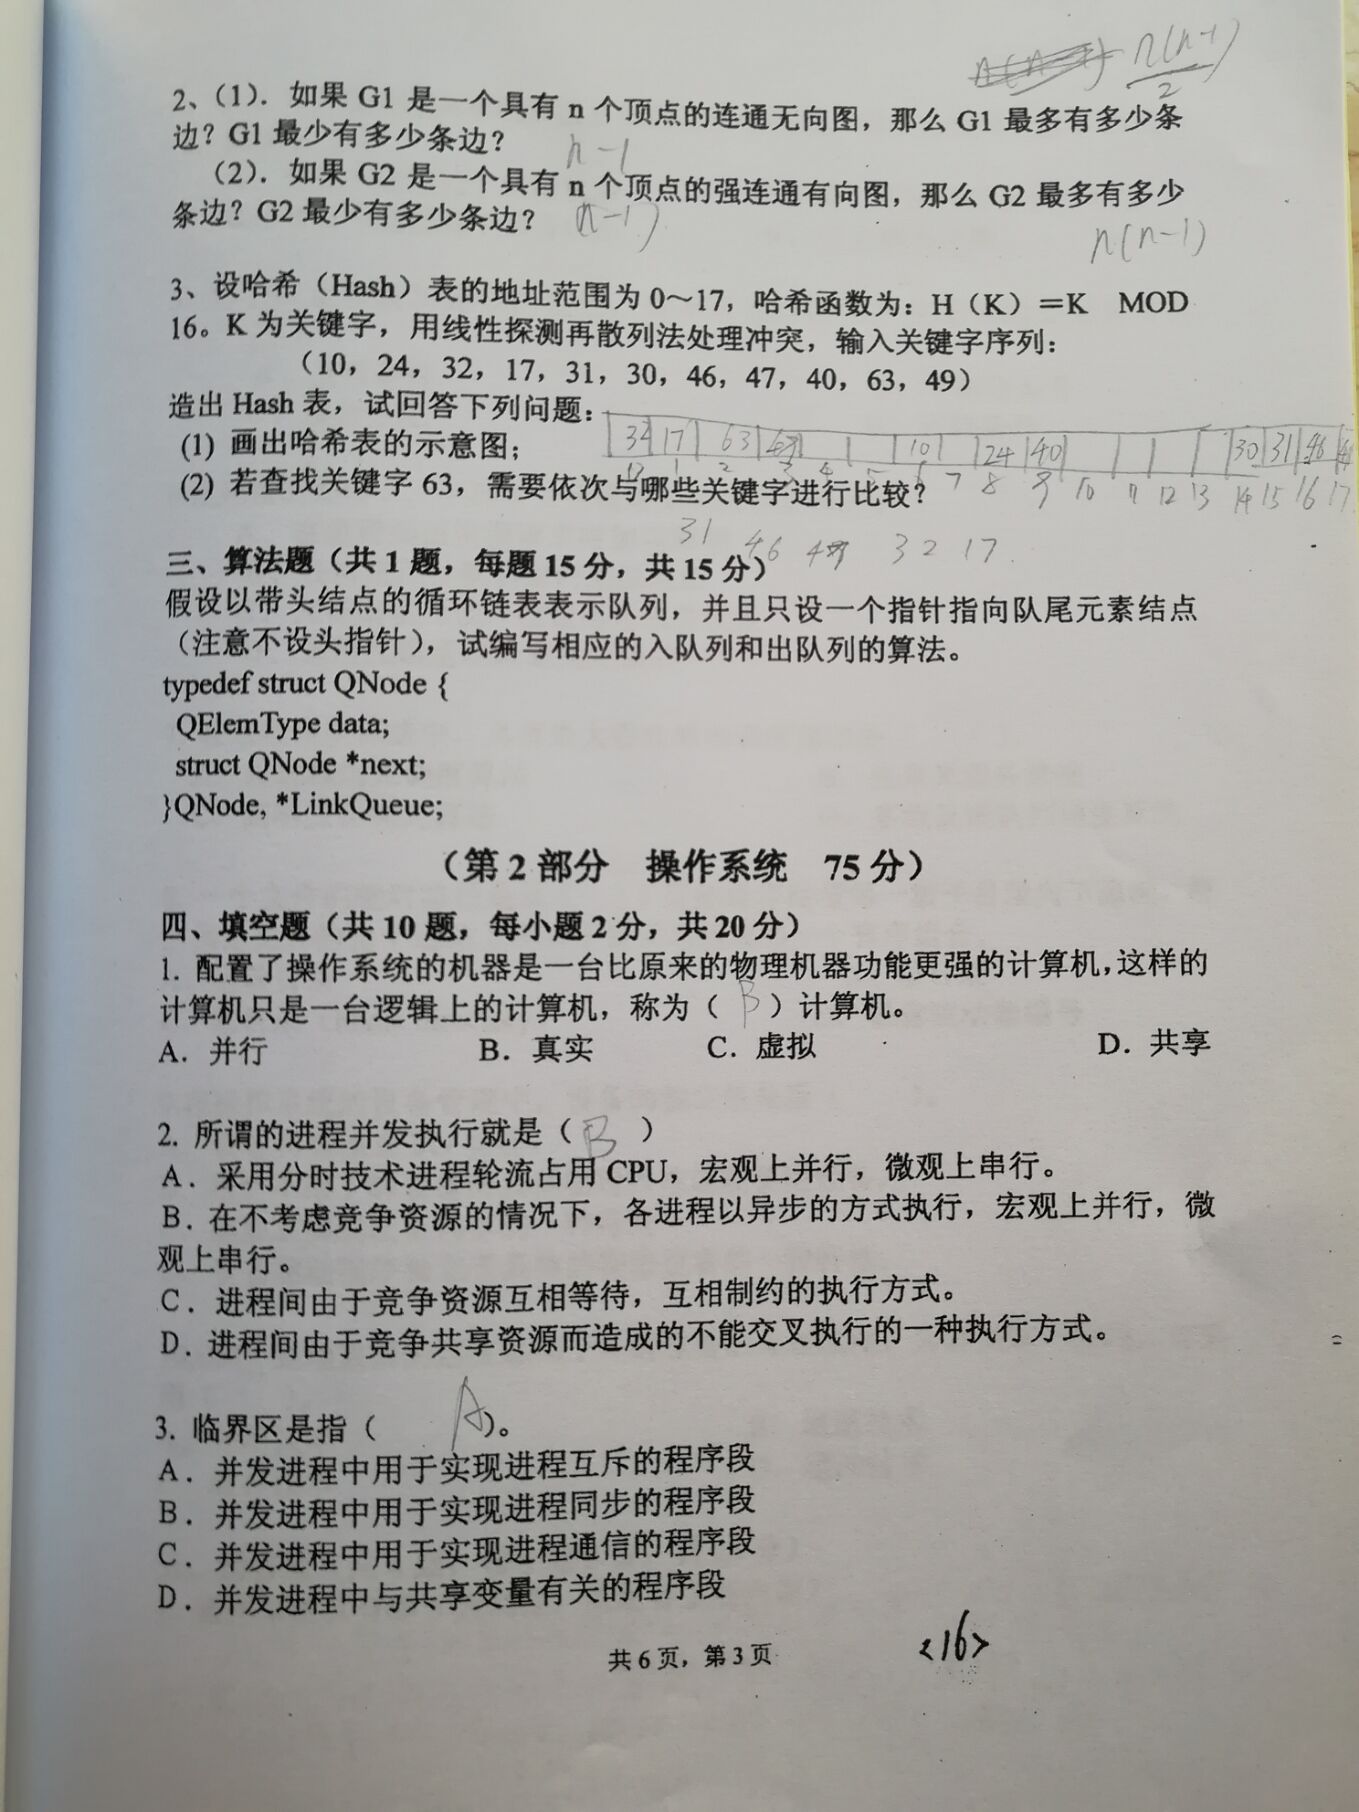 n(n-1)
2
2、（1）．如果 G1 是一个具有 n 个顶点的连通无向图，那么 G1 最多有多少条
边？G1 最少有多少条边？
n-1
（2）．如果 G2 是一个具有 n 个顶点的强连通有向图，那么 G2 最多有多少
条边？G2 最少有多少条边？ (n-1)
n(n-1)
3、设哈希（Hash）表的地址范围为 0～17，哈希函数为：H（K）＝K MOD
16。K 为关键字，用线性探测再散列法处理冲突，输入关键字序列：
（10，24，32，17，31，30，46，47，40，63，49）
造出 Hash 表，试回答下列问题：
(1) 画出哈希表的示意图；
32 17 63 10 24 40 30 31 46
(2) 若查找关键字 63，需要依次与哪些关键字进行比较？
1 2 3 4 5 6 7 8 9 10 11 12 13 14 15 16 17
31 46 32 17
三、算法题（共 1 题，每题 15 分，共 15 分）
假设以带头结点的循环链表表示队列，并且只设一个指针指向队尾元素结点
（注意不设头指针），试编写相应的入队列和出队列的算法。
typedef struct QNode {
QElemType data;
struct QNode *next;
}QNode, *LinkQueue;
（第 2 部分 操作系统 75 分）
四、填空题（共 10 题，每小题 2 分，共 20 分）
1. 配置了操作系统的机器是一台比原来的物理机器功能更强的计算机，这样的
计算机只是一台逻辑上的计算机，称为（ B ）计算机。
A．并行 B．真实 C．虚拟 D．共享
2. 所谓的进程并发执行就是（ B ）
A．采用分时技术进程轮流占用 CPU，宏观上并行，微观上串行。
B．在不考虑竞争资源的情况下，各进程以异步的方式执行，宏观上并行，微
观上串行。
C．进程间由于竞争资源互相等待，互相制约的执行方式。
D．进程间由于竞争共享资源而造成的不能交叉执行的一种执行方式。
3. 临界区是指（ A ）。
A．并发进程中用于实现进程互斥的程序段
B．并发进程中用于实现进程同步的程序段
C．并发进程中用于实现进程通信的程序段
D．并发进程中与共享变量有关的程序段
共 6 页，第 3 页
<16>